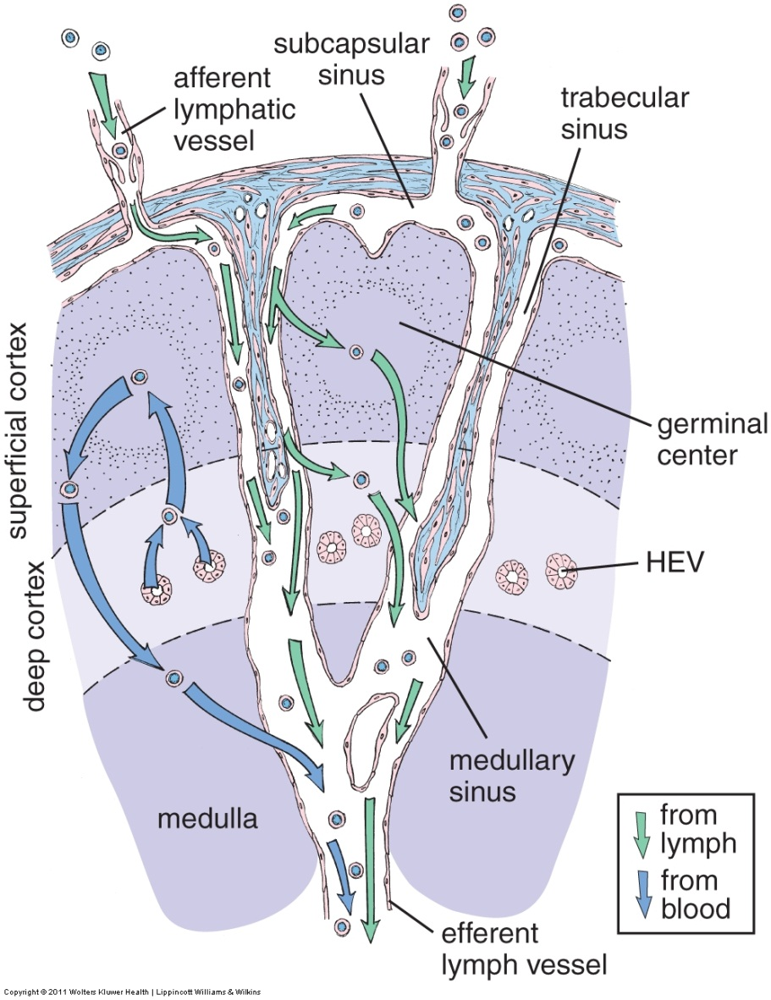 subcapsular
sinus
afferent
lymphatic
vessel
trabecular
sinus
superficial cortex
germinal
center
HEV
deep cortex
medullary
sinus
medulla
from
lymph
from
blood
efferent
lymph vessel
Copyright © 2011 Wolters Kluwer Health | Lippincott Williams & Wilkins